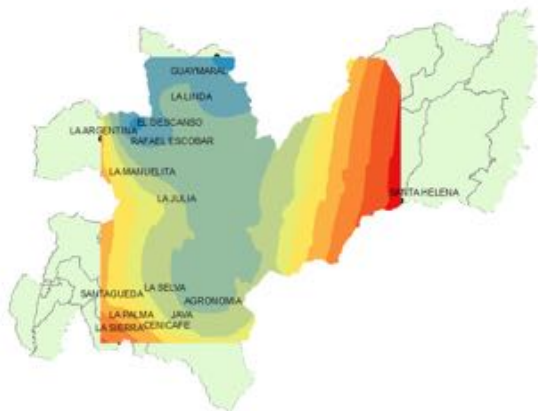 GUAYMARAL
LA LINDA
EL DESCANSO
LA ARGENTINA
RAFAEL ESCOBAR
LA MANUELITA
SANTA HELENA
LA JULIA
LA SELVA
SANTAGUEDA
AGRONOMIA
LA PALMA
JAVA
LA SIERRA
CENICAFE